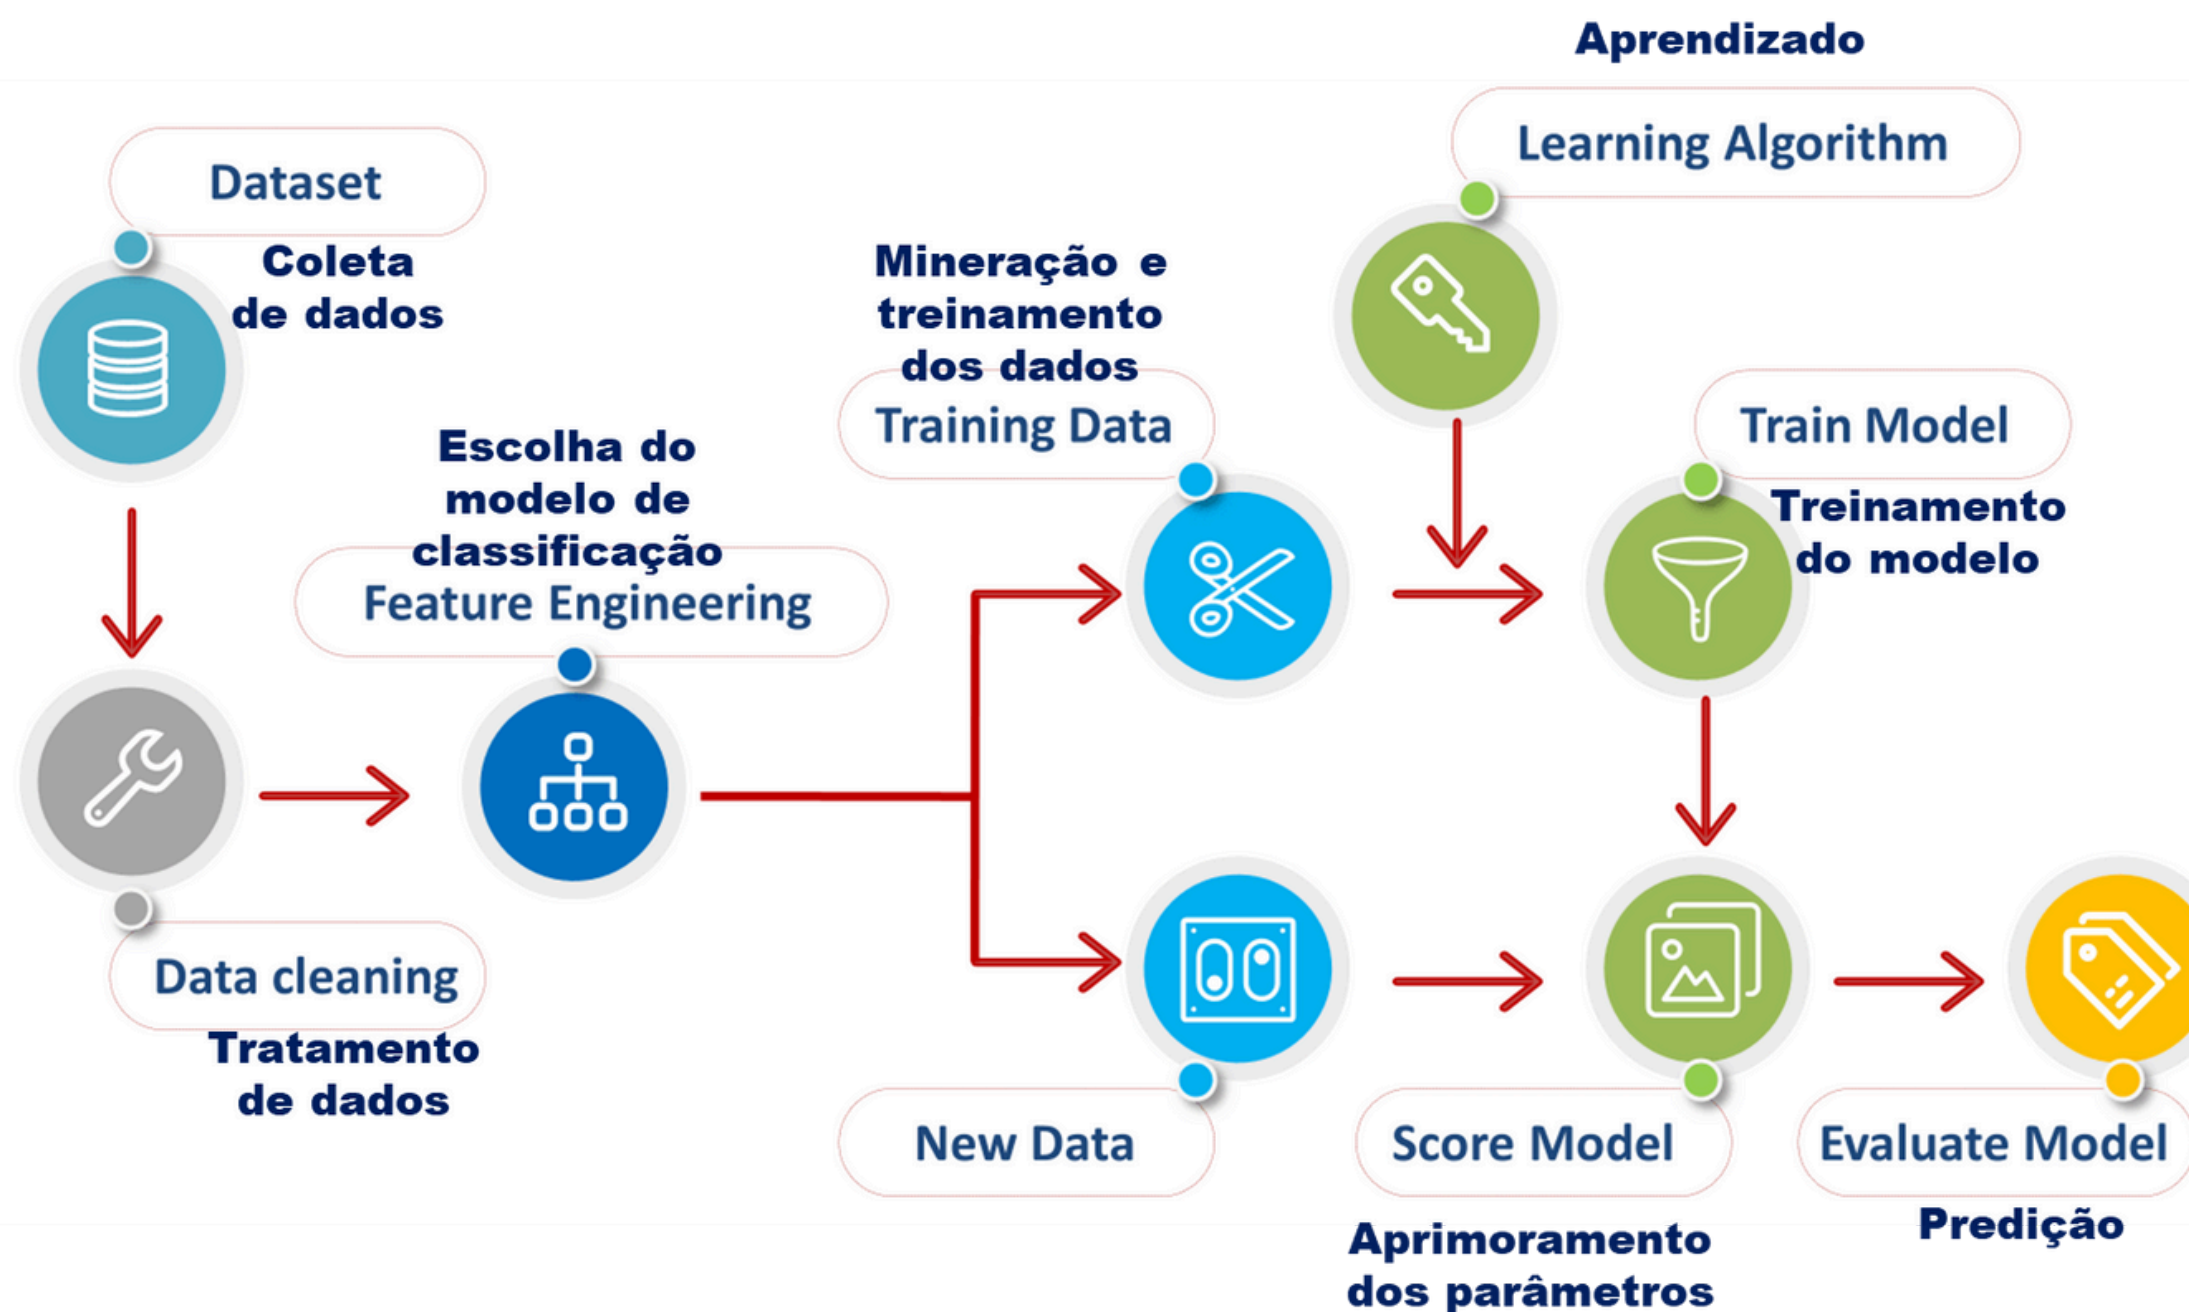 Aprendizado
Learning Algorithm
Dataset
Coleta
de dados
Mineração e
treinamento
dos dados
Training Data
Train Model
Treinamento
do modelo
Escolha do
modelo de
classificação
Feature Engineering
Data cleaning
Tratamento
de dados
New Data
Score Model
Evaluate Model
Aprimoramento
dos parâmetros
Predição